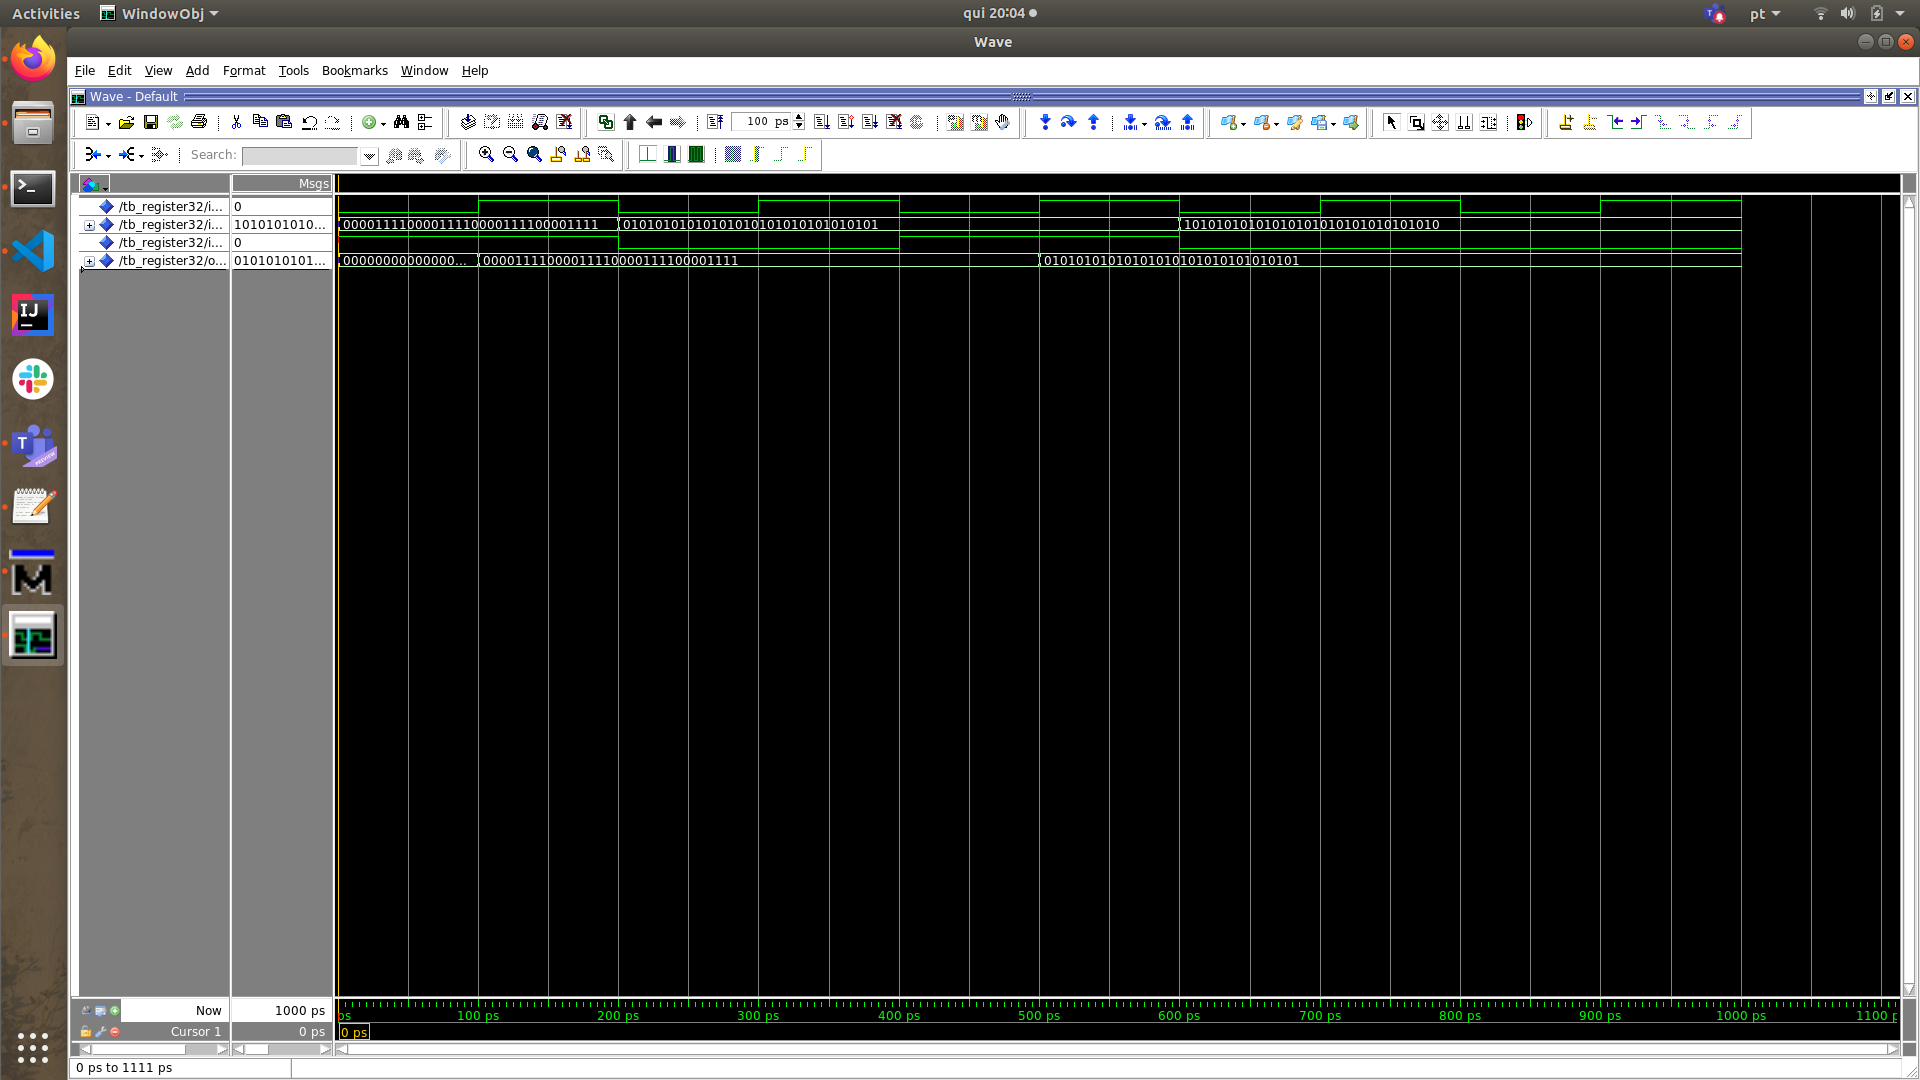 Activities WindowObj qui 20:04 pt
Wave
File Edit View Add Format Tools Bookmarks Window Help
Wave - Default
100 ps
Search:
Msgs
/tb_register32/i... 0
/tb_register32/i... 1010101010... 00001111000011110000111100001111 01010101010101010101010101010101 10101010101010101010101010101010
/tb_register32/i... 0
/tb_register32/o... 0101010101... 00000000000000... 00001111000011110000111100001111 01010101010101010101010101010101
Now 1000 ps ps 100 ps 200 ps 300 ps 400 ps 500 ps 600 ps 700 ps 800 ps 900 ps 1000 ps 1100 p
Cursor 1 0 ps 0 ps
0 ps to 1111 ps